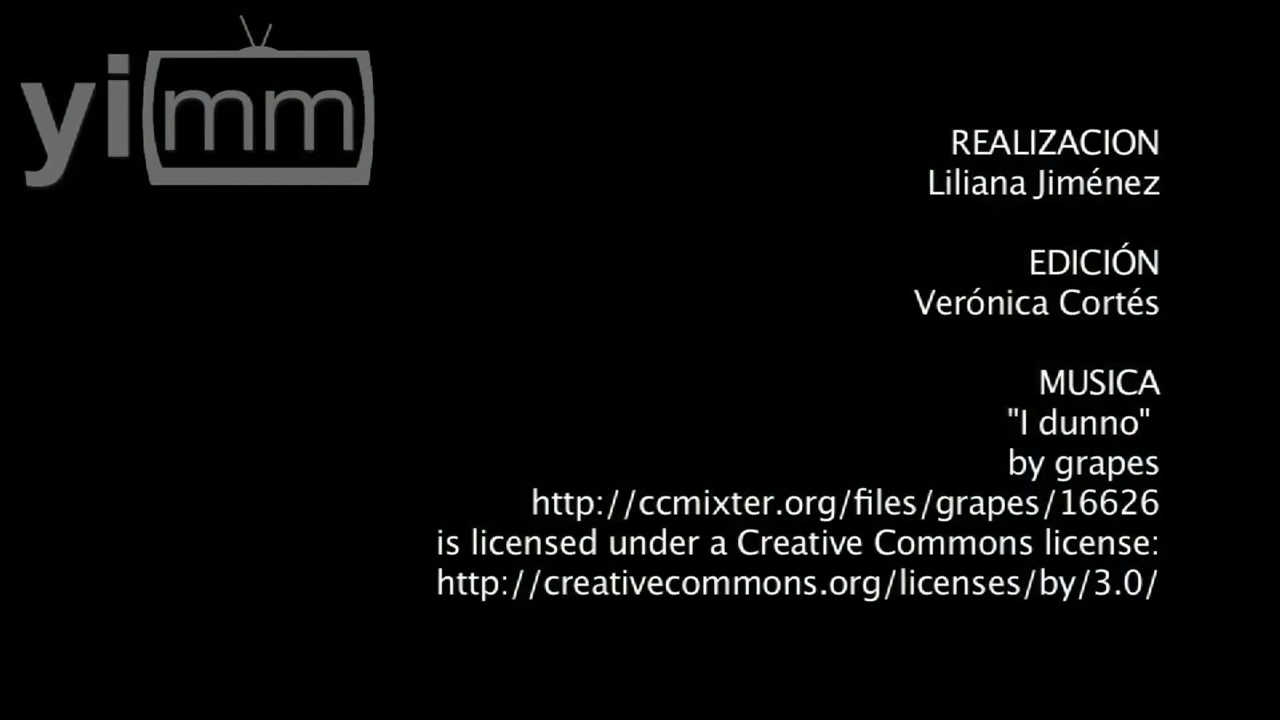 yimm
REALIZACION
Liliana Jiménez
EDICIÓN
Verónica Cortés
MUSICA
"I dunno"
by grapes
http://ccmixter.org/files/grapes/16626
is licensed under a Creative Commons license:
http://creativecommons.org/licenses/by/3.0/